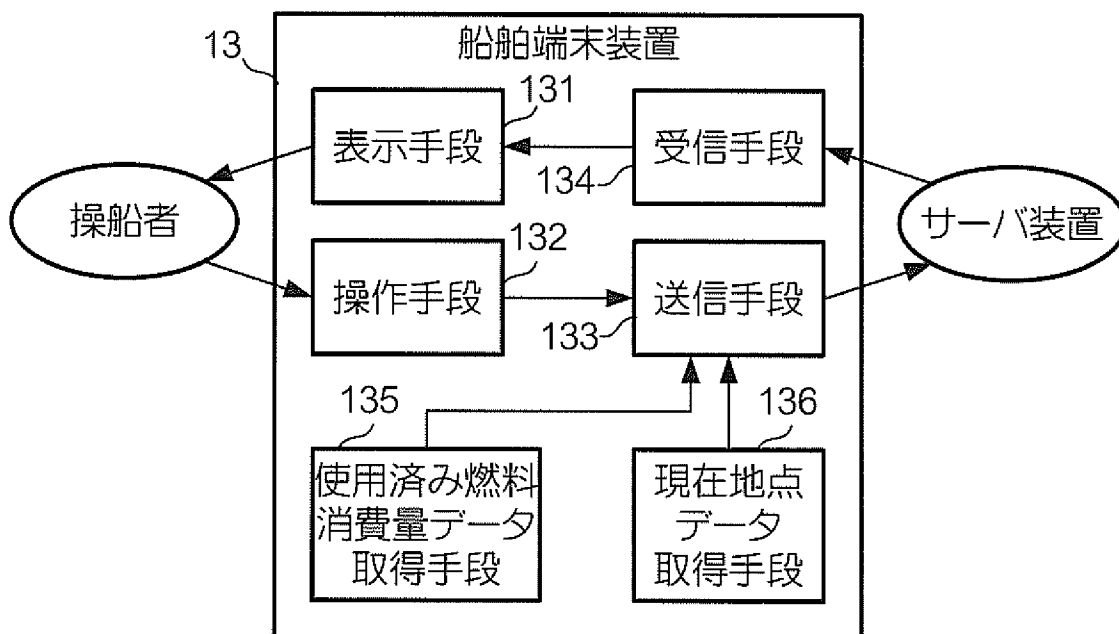 13
船舶端末装置
131
表示手段
受信手段
134
操船者
サーバ装置
132
操作手段
送信手段
133
135
136
使用済み燃料
消費量データ
取得手段
現在地点
データ
取得手段